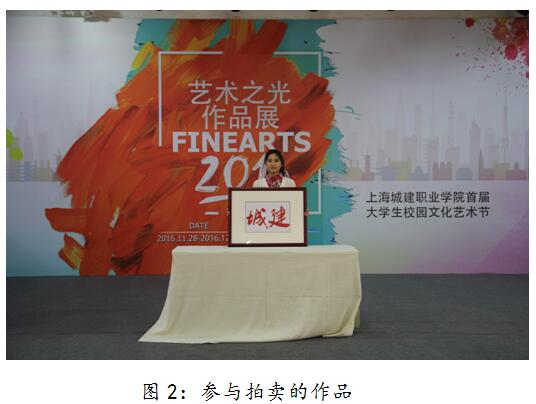 艺术之光
作品展
FINEARTS
201
DATE
2016.11.28-2016.12
上海城建职业学院首届
大学生校园文化艺术节
城建
图2：参与拍卖的作品